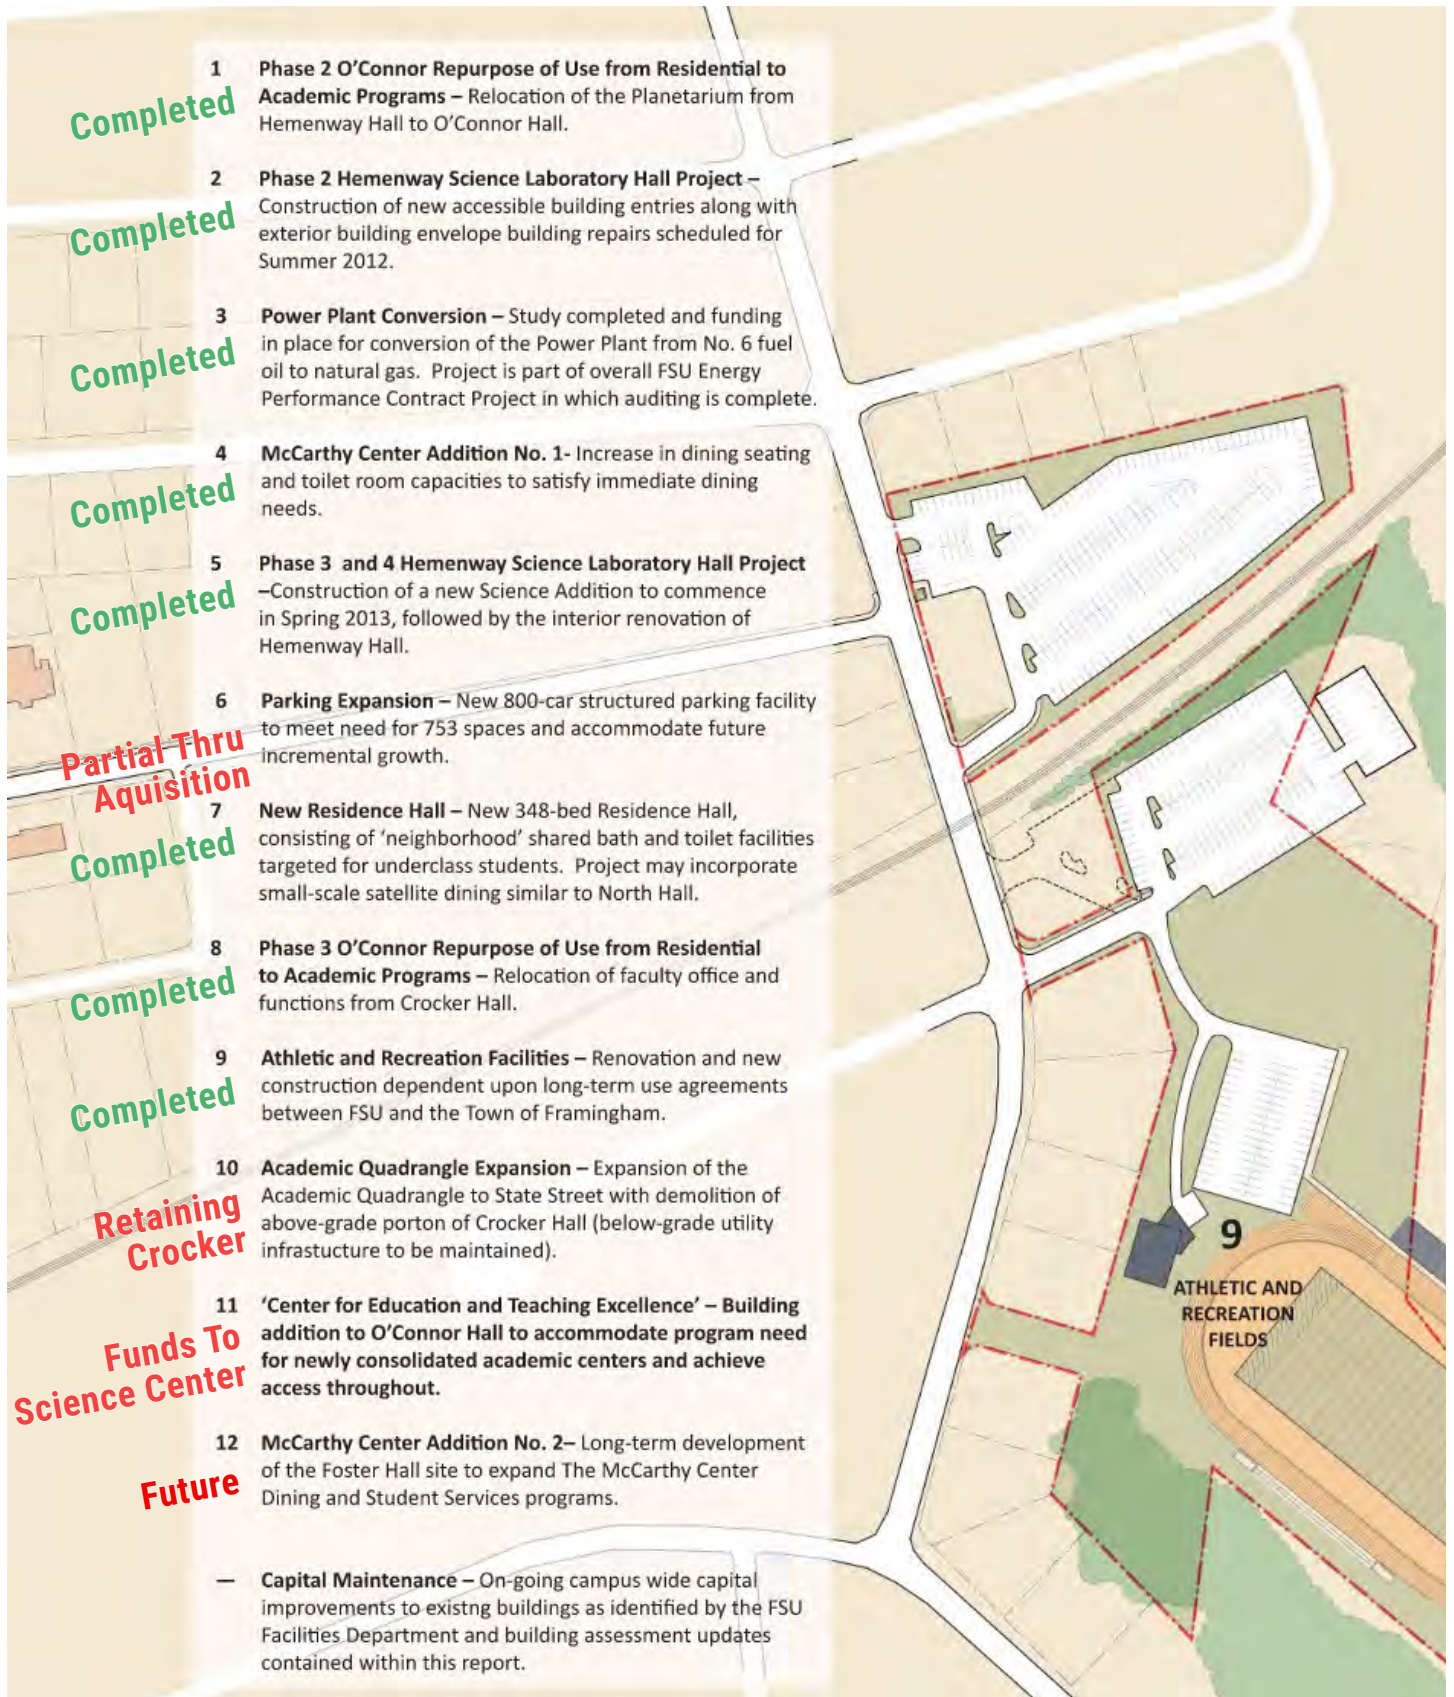 1 Phase 2 O'Connor Repurpose of Use from Residential to
Academic Programs – Relocation of the Planetarium from
Hemenway Hall to O'Connor Hall.
Completed
2 Phase 2 Hemenway Science Laboratory Hall Project –
Construction of new accessible building entries along with
exterior building envelope building repairs scheduled for
Summer 2012.
Completed
3 Power Plant Conversion – Study completed and funding
in place for conversion of the Power Plant from No. 6 fuel
oil to natural gas. Project is part of overall FSU Energy
Performance Contract Project in which auditing is complete.
Completed
4 McCarthy Center Addition No. 1- Increase in dining seating
and toilet room capacities to satisfy immediate dining
needs.
Completed
5 Phase 3 and 4 Hemenway Science Laboratory Hall Project
–Construction of a new Science Addition to commence
in Spring 2013, followed by the interior renovation of
Hemenway Hall.
Completed
6 Parking Expansion – New 800-car structured parking facility
to meet need for 753 spaces and accommodate future
incremental growth.
Partial Thru
Aquisition
7 New Residence Hall – New 348-bed Residence Hall,
consisting of 'neighborhood' shared bath and toilet facilities
targeted for underclass students. Project may incorporate
small-scale satellite dining similar to North Hall.
Completed
8 Phase 3 O'Connor Repurpose of Use from Residential
to Academic Programs – Relocation of faculty office and
functions from Crocker Hall.
Completed
9 Athletic and Recreation Facilities – Renovation and new
construction dependent upon long-term use agreements
between FSU and the Town of Framingham.
Completed
10 Academic Quadrangle Expansion – Expansion of the
Academic Quadrangle to State Street with demolition of
above-grade porton of Crocker Hall (below-grade utility
infrastucture to be maintained).
Retaining
Crocker
11 'Center for Education and Teaching Excellence' – Building
addition to O'Connor Hall to accommodate program need
for newly consolidated academic centers and achieve
access throughout.
Funds To
Science Center
12 McCarthy Center Addition No. 2– Long-term development
of the Foster Hall site to expand The McCarthy Center
Dining and Student Services programs.
Future
— Capital Maintenance – On-going campus wide capital
improvements to existng buildings as identified by the FSU
Facilities Department and building assessment updates
contained within this report.
9
ATHLETIC AND
RECREATION
FIELDS